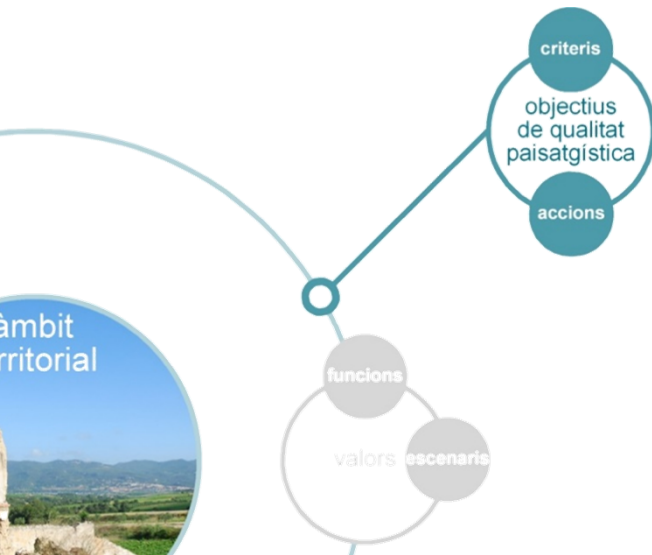 criteris
objectius
de qualitat
paisatgística
accions
àmbit
rritorial
funcions
valors
escenaris